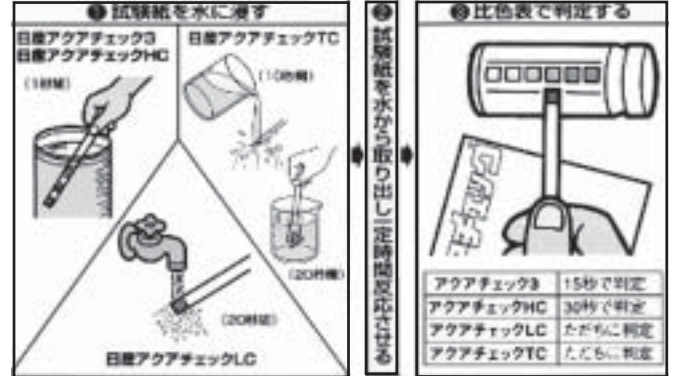 ❶ 試験紙を水に浸す
日産アクアチェック3
日産アクアチェックHC
(1秒間)
日産アクアチェックTC
(10秒間)
(20秒間)
(20秒間)
日産アクアチェックLC
❷ 試験紙を水から取り出し一定時間反応させる
❸ 比色表で判定する
アクアチェック3 15秒で判定
アクアチェックHC 30秒で判定
アクアチェックLC ただちに判定
アクアチェックTC ただちに判定